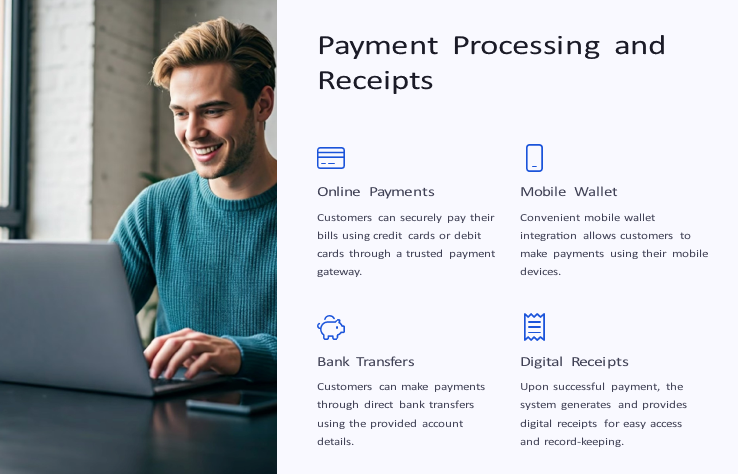 Payment Processing and
Receipts
Online Payments
Customers can securely pay their
bills using credit cards or debit
cards through a trusted payment
gateway.
Mobile Wallet
Convenient mobile wallet
integration allows customers to
make payments using their mobile
devices.
Bank Transfers
Customers can make payments
through direct bank transfers
using the provided account
details.
Digital Receipts
Upon successful payment, the
system generates and provides
digital receipts for easy access
and record-keeping.